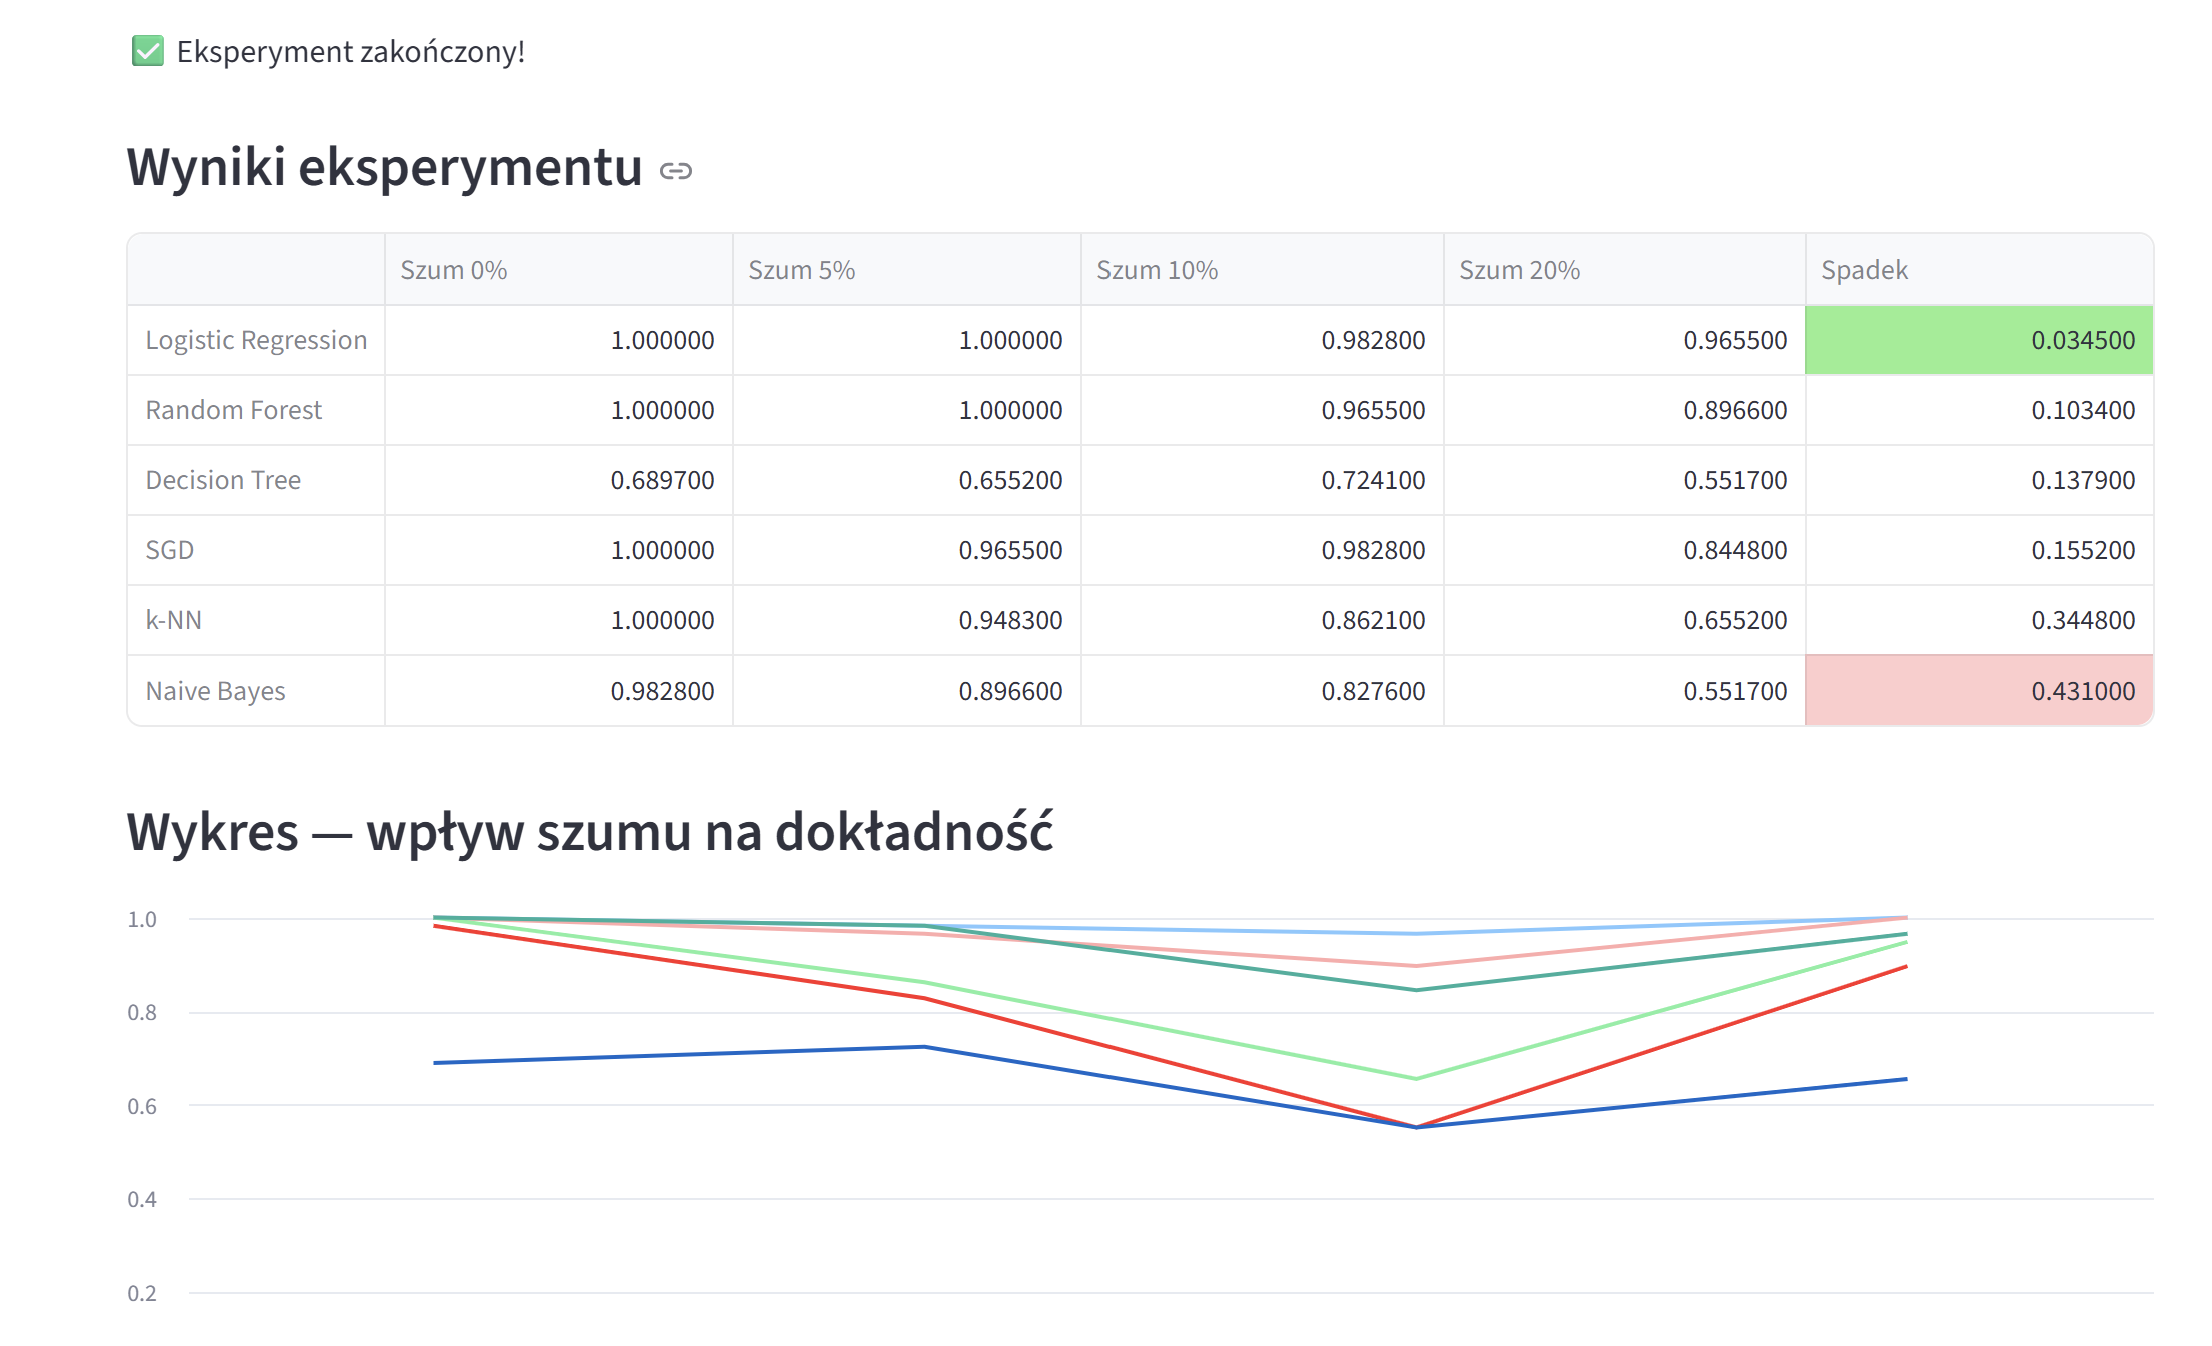 ✅ Eksperyment zakończony!
Wyniki eksperymentu
Szum 0% Szum 5% Szum 10% Szum 20% Spadek
Logistic Regression 1.000000 1.000000 0.982800 0.965500 0.034500
Random Forest 1.000000 1.000000 0.965500 0.896600 0.103400
Decision Tree 0.689700 0.655200 0.724100 0.551700 0.137900
SGD 1.000000 0.965500 0.982800 0.844800 0.155200
k-NN 1.000000 0.948300 0.862100 0.655200 0.344800
Naive Bayes 0.982800 0.896600 0.827600 0.551700 0.431000
Wykres — wpływ szumu na dokładność
1.0
0.8
0.6
0.4
0.2